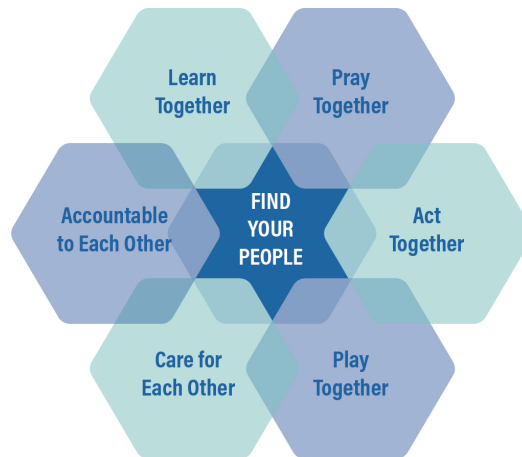 Learn
Together
Pray
Together
Accountable
to Each Other
FIND
YOUR
PEOPLE
Act
Together
Care for
Each Other
Play
Together